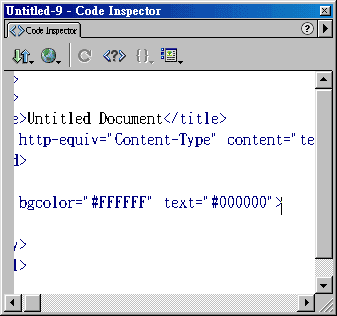 Untitled-9 - Code Inspector
Code Inspector
>
>
e>Untitled Document</title>
http-equiv="Content-Type" content="te
d>
bgcolor="#FFFFFF" text="#000000">
y>
l>